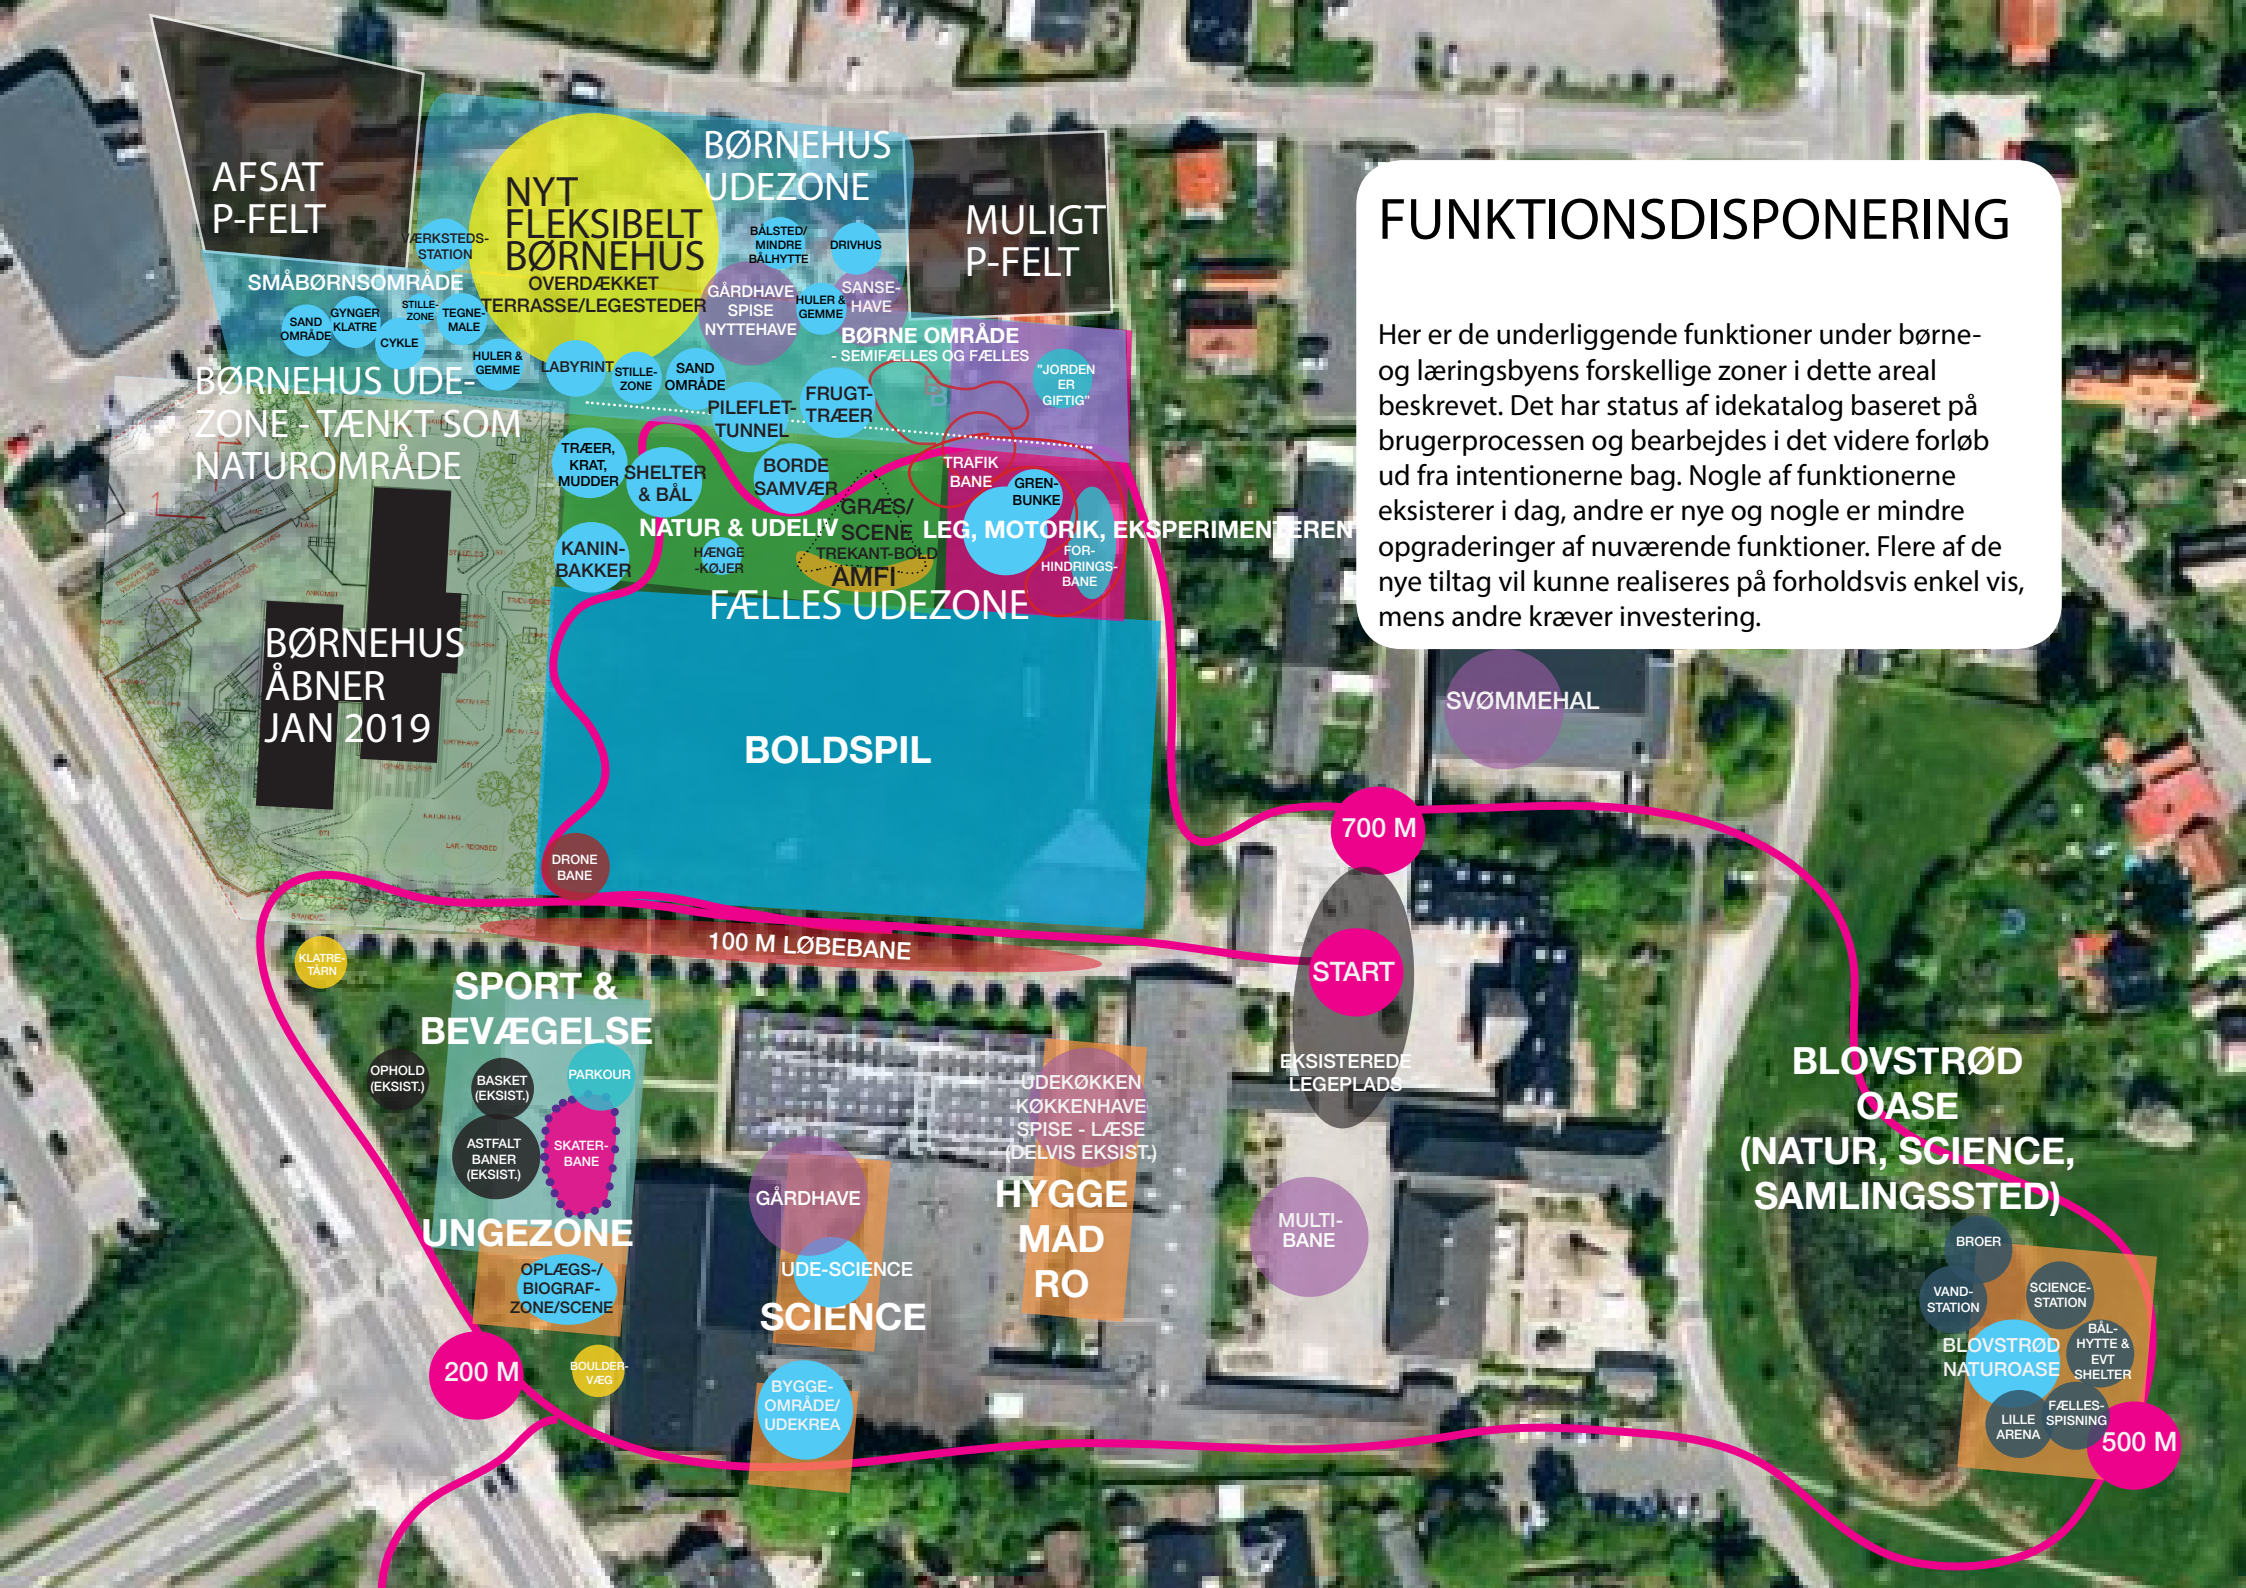 AFSAT
P-FELT
NYT
FLEKSIBELT
BØRNEHUS
OVERDÆKKET
TERRASSE/LEGESTEDER
BØRNEHUS
UDEZONE
MULIGT
P-FELT
FUNKTIONSDISPONERING
Her er de underliggende funktioner under børne-
og læringsbyens forskellige zoner i dette areal
beskrevet. Det har status af idekatalog baseret på
brugerprocessen og bearbejdes i det videre forløb
ud fra intentionerne bag. Nogle af funktionerne
eksisterer i dag, andre er nye og nogle er mindre
opgraderinger af nuværende funktioner. Flere af de
nye tiltag vil kunne realiseres på forholdsvis enkel vis,
mens andre kræver investering.
VÆRKSTEDS-
STATION
BÅLSTED/
MINDRE
BÅLHYTTE
DRIVHUS
SMÅBØRNSOMRÅDE
SAND
OMRÅDE
GYNGER
KLATRE
STILLE-
ZONE
CYKLE
TEGNE-
MALE
HULER &
GEMME
GÅRDHAVE
SPISE
NYTTEHAVE
HULER &
GEMME
SANSE-
HAVE
BØRNE OMRÅDE
- SEMIFÆLLES OG FÆLLES
"JORDEN
ER
GIFTIG"
LABYRINT
STILLE-
ZONE
SAND
OMRÅDE
PILEFLET-
TUNNEL
FRUGT-
TRÆER
BØRNEHUS UDE-
ZONE - TÆNKT SOM
NATUROMRÅDE
TRÆER,
KRAT,
MUDDER
SHELTER
& BÅL
BORDE
SAMVÆR
TRAFIK
BANE
GREN-
BUNKE
NATUR & UDELIV
GRÆS/
SCENE
TREKANT-BOLD
LEG, MOTORIK, EKSPERIMENTEREN
KANIN-
BAKKER
HÆNGE
-KØJER
FOR-
HINDRINGS-
BANE
AMFI
FÆLLES UDEZONE
BØRNEHUS
ÅBNER
JAN 2019
BOLDSPIL
SVØMMEHAL
DRONE
BANE
700 M
100 M LØBEBANE
START
KLATRE-
TÅRN
SPORT &
BEVÆGELSE
OPHOLD
(EKSIST.)
BASKET
(EKSIST.)
PARKOUR
ASTFALT
BANER
(EKSIST.)
SKATER-
BANE
UNGEZONE
OPLÆGS-/
BIOGRAF-
ZONE/SCENE
200 M
BOULDER-
VÆG
GÅRDHAVE
UDE-SCIENCE
SCIENCE
BYGGE-
OMRÅDE/
UDEKREA
UDEKØKKEN
KØKKENHAVE
SPISE - LÆSE
(DELVIS EKSIST.)
HYGGE
MAD
RO
EKSISTEREDE
LEGEPLADS
MULTI-
BANE
BLOVSTRØD
OASE
(NATUR, SCIENCE,
SAMLINGSSTED)
BROER
VAND-
STATION
SCIENCE-
STATION
BLOVSTRØD
NATUROASE
BÅL-
HYTTE &
EVT
SHELTER
LILLE
ARENA
FÆLLES-
SPISNING
500 M